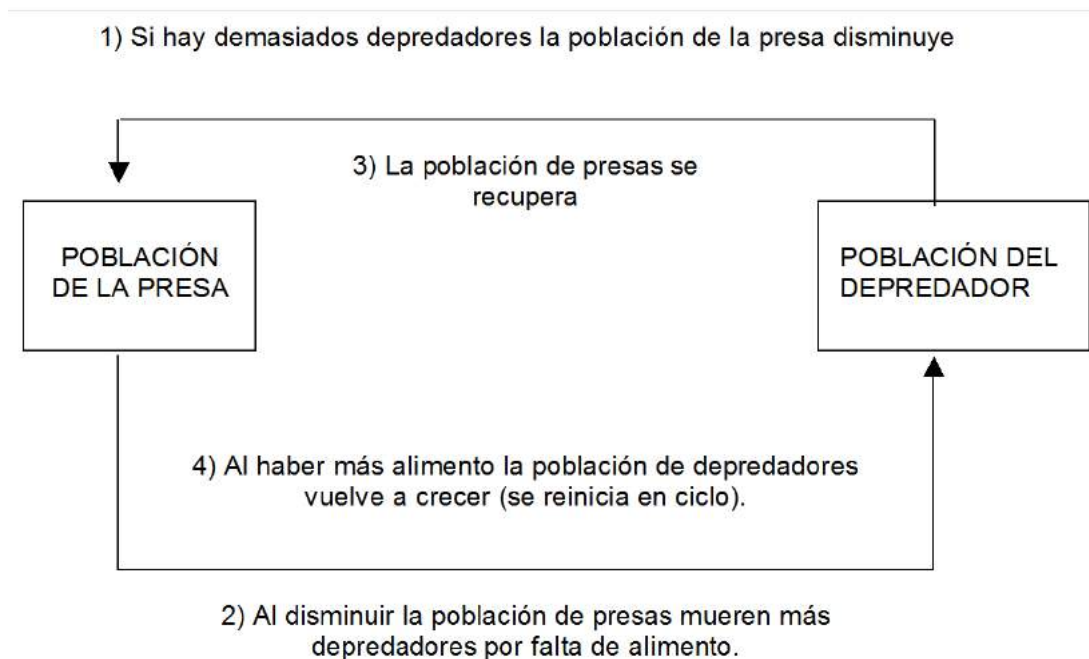 1) Si hay demasiados depredadores la población de la presa disminuye
3) La población de presas se
recupera
POBLACIÓN
DE LA PRESA
POBLACIÓN DEL
DEPREDADOR
4) Al haber más alimento la población de depredadores
vuelve a crecer (se reinicia en ciclo).
2) Al disminuir la población de presas mueren más
depredadores por falta de alimento.